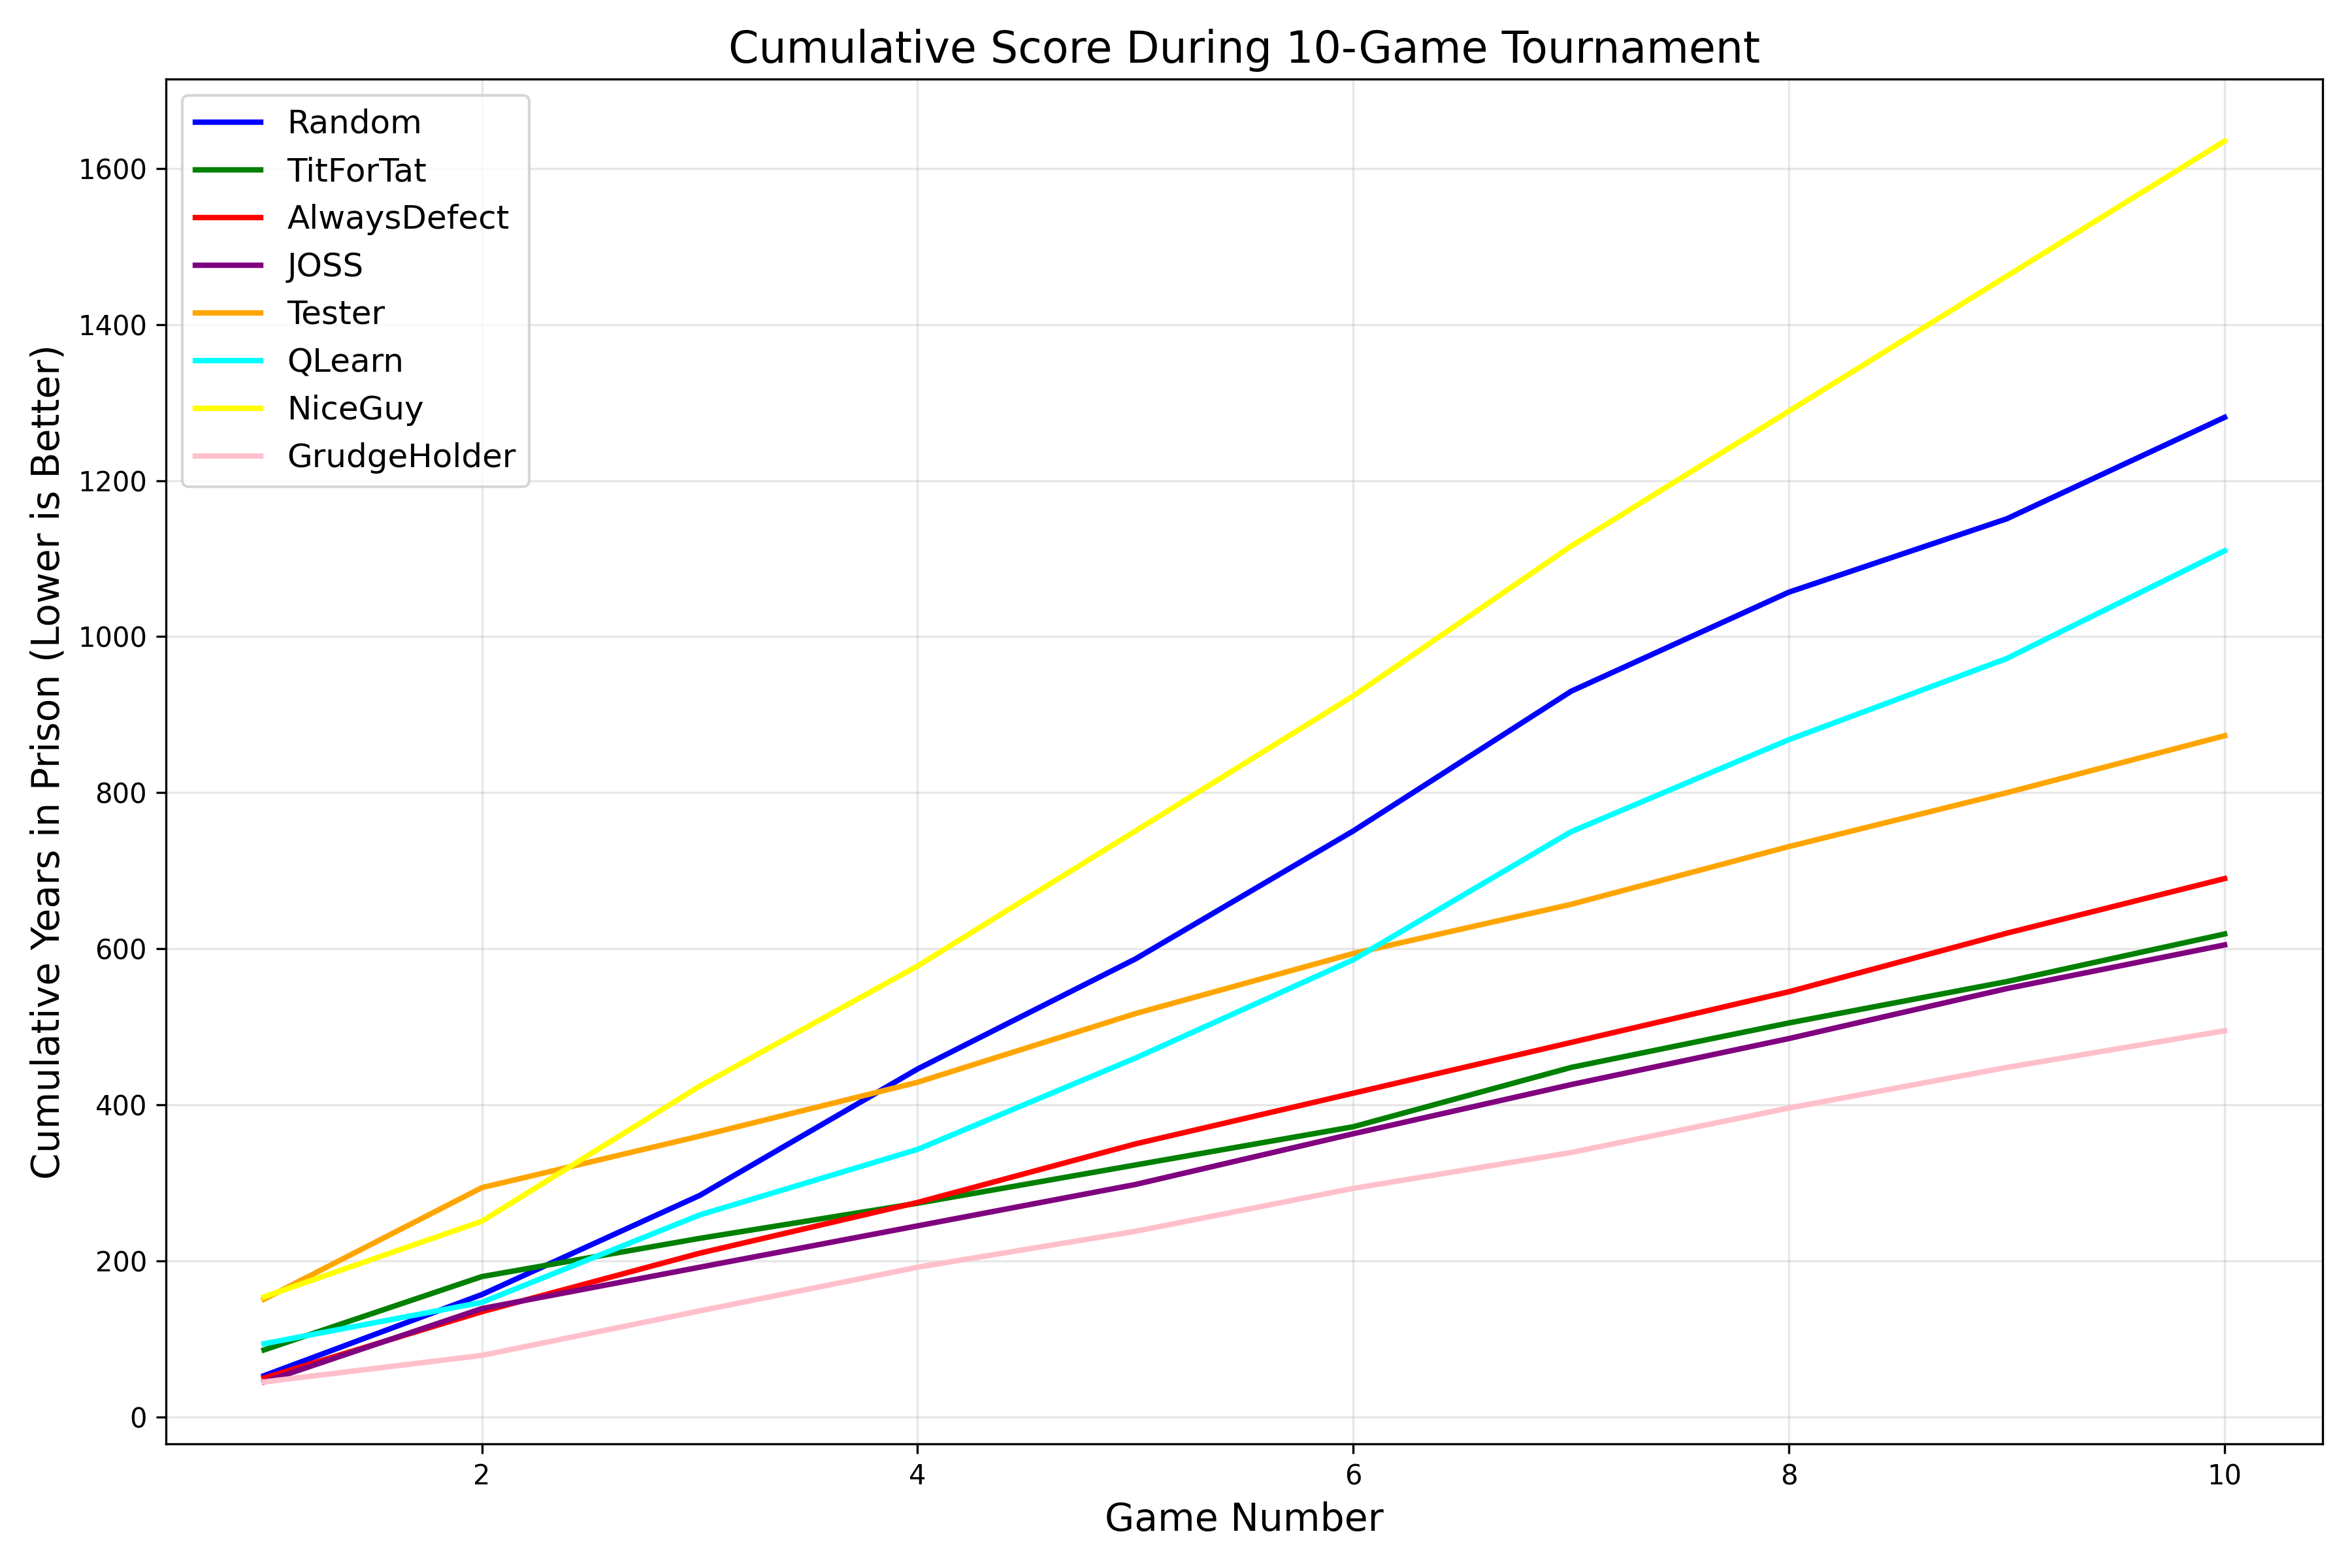 Cumulative Score During 10-Game Tournament
Random
TitForTat
AlwaysDefect
JOSS
Tester
QLearn
NiceGuy
GrudgeHolder
Cumulative Years in Prison (Lower is Better)
1600
1400
1200
1000
800
600
400
200
0
2 4 6 8 10
Game Number